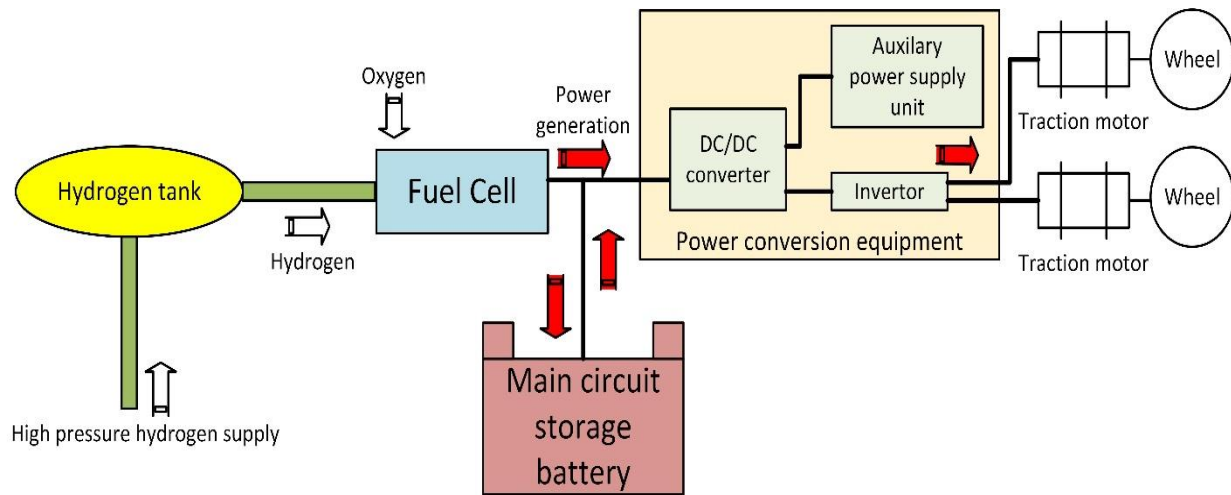 Oxygen
Hydrogen tank
Hydrogen
High pressure hydrogen supply
Fuel Cell
Power
generation
Main circuit
storage
battery
DC/DC
converter
Auxilary
power supply
unit
Invertor
Power conversion equipment
Traction motor
Wheel
Traction motor
Wheel